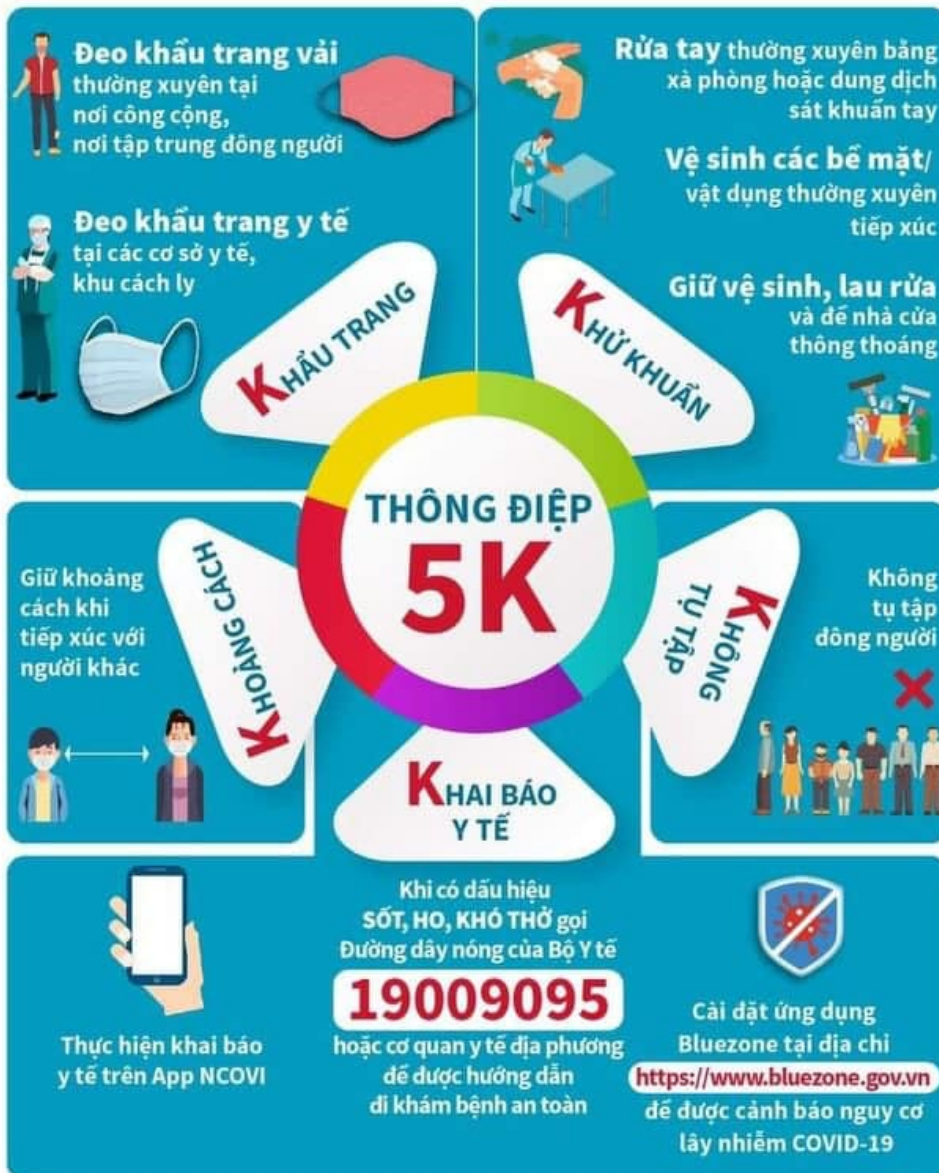 Đeo khẩu trang vải
thường xuyên tại
nơi công cộng,
nơi tập trung đông người
Đeo khẩu trang y tế
tại các cơ sở y tế,
khu cách ly
KHẨU TRANG
Rửa tay thường xuyên bằng
xà phòng hoặc dung dịch
sát khuẩn tay
Vệ sinh các bề mặt/
vật dụng thường xuyên
tiếp xúc
Giữ vệ sinh, lau rửa
và để nhà cửa
thông thoáng
KHỬ KHUẨN
THÔNG ĐIỆP
5K
Giữ khoảng
cách khi
tiếp xúc với
người khác
KHOẢNG CÁCH
KHÔNG
TỤ TẬP
Không
tụ tập
đông người
KHAI BÁO
Y TẾ
Thực hiện khai báo
y tế trên App NCOVI
Khi có dấu hiệu
SỐT, HO, KHÓ THỞ gọi
Đường dây nóng của Bộ Y tế
19009095
hoặc cơ quan y tế địa phương
để được hướng dẫn
đi khám bệnh an toàn
Cài đặt ứng dụng
Bluezone tại địa chỉ
https://www.bluezone.gov.vn
để được cảnh báo nguy cơ
lây nhiễm COVID-19